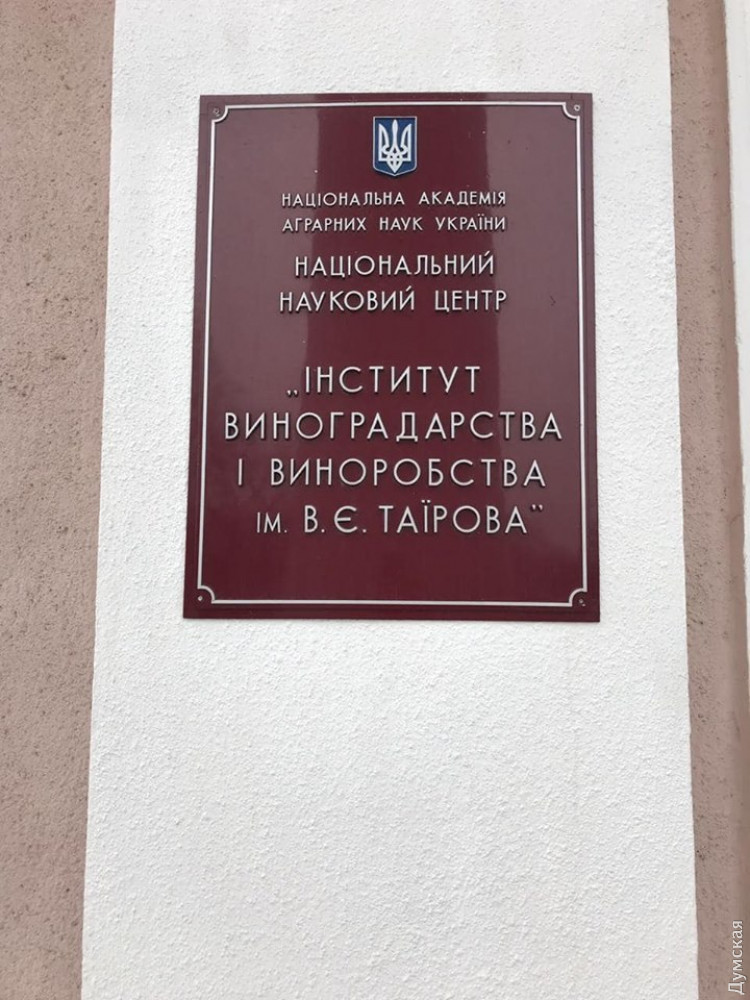 НАЦІОНАЛЬНА АКАДЕМІЯ
АГРАРНИХ НАУК УКРАЇНИ
НАЦІОНАЛЬНИЙ
НАУКОВИЙ ЦЕНТР
„ІНСТИТУТ
ВИНОГРАДАРСТВА
І ВИНОРОБСТВА
ІМ. В.Є. ТАЇРОВА"
Думская